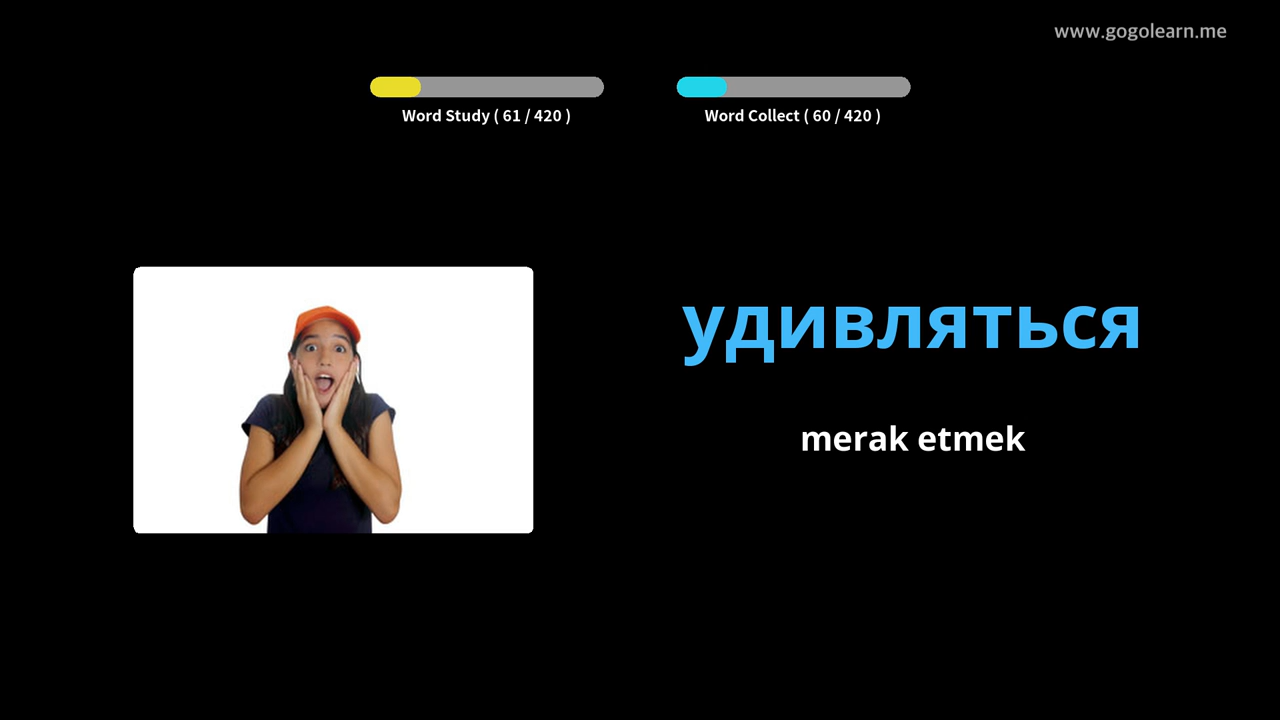 www.gogolearn.me
Word Study ( 61 / 420 )
Word Collect ( 60 / 420 )
удивляться
merak etmek